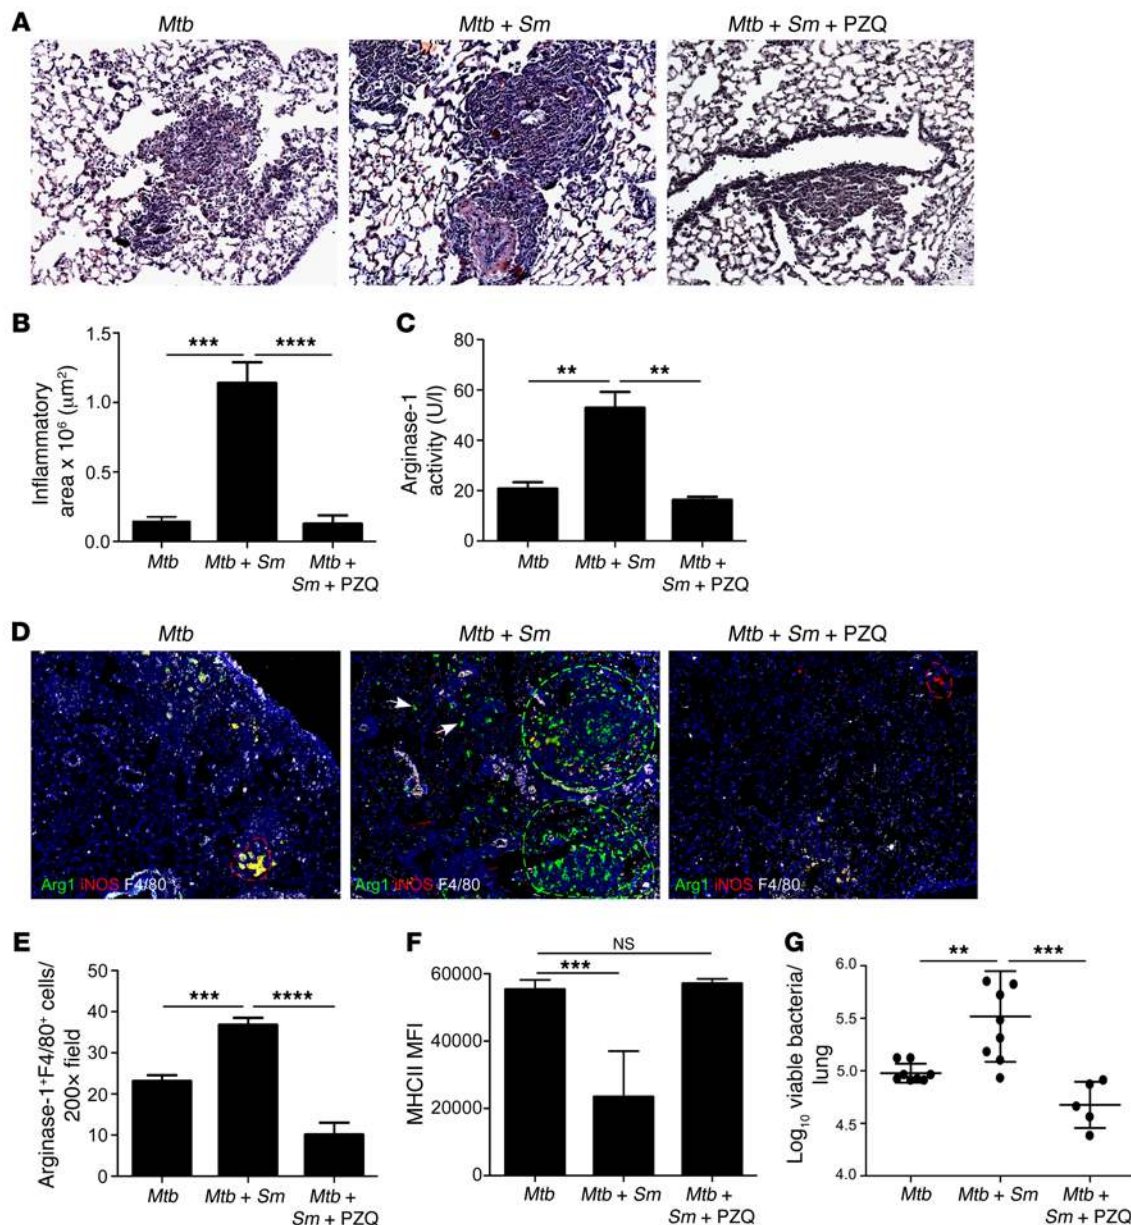 A
Mtb
Mtb + Sm
Mtb + Sm + PZQ
B
Inflammatory
area x 10⁶ (μm²)
1.5
1.0
0.5
0.0
***
****
Mtb
Mtb + Sm
Mtb +
Sm + PZQ
C
Arginase-1
activity (U/l)
80
60
40
20
0
**
**
Mtb
Mtb + Sm
Mtb +
Sm + PZQ
D
Mtb
Mtb + Sm
Mtb + Sm + PZQ
Arg1 iNOS F4/80
Arg1 iNOS F4/80
Arg1 iNOS F4/80
E
Arginase-1⁺F4/80⁺ cells/
200× field
50
40
30
20
10
0
***
****
Mtb
Mtb + Sm
Mtb +
Sm + PZQ
F
MHCII MFI
60000
40000
20000
0
NS
***
Mtb
Mtb + Sm
Mtb +
Sm + PZQ
G
Log₁₀ viable bacteria/
lung
6.0
5.5
5.0
4.5
4.0
**
***
Mtb
Mtb + Sm
Mtb +
Sm + PZQ